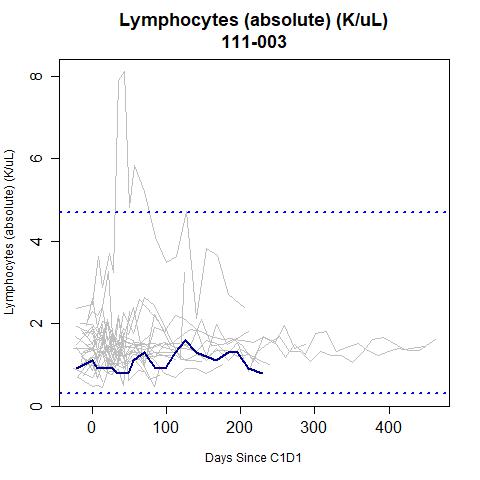 Lymphocytes (absolute) (K/uL)
111-003
Lymphocytes (absolute) (K/uL)
8
6
4
2
0
0 100 200 300 400
Days Since C1D1